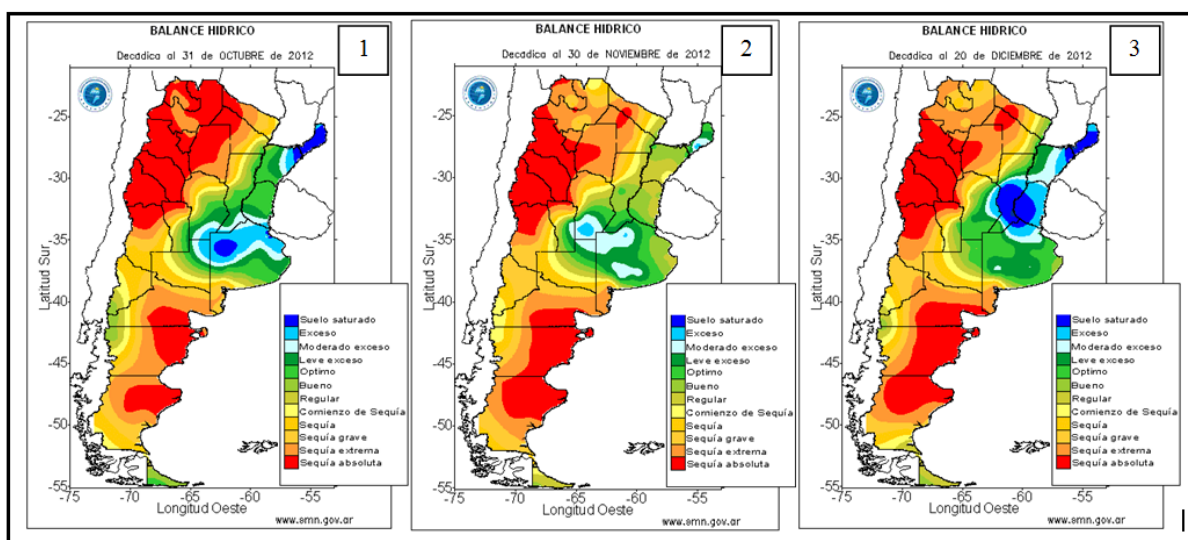 BALANCE HIDRICO
1
Decádica al 31 de OCTUBRE de 2012
-25
-30
-35
-40
-45
-50
-55
Latitud Sur
Suelo saturado
Exceso
Moderado exceso
Leve exceso
Optimo
Bueno
Regular
Comienzo de Sequía
Sequía
Sequía grave
Sequía extrema
Sequía absoluta
-75 -70 -65 -60 -55
Longitud Oeste
www.smn.gov.ar
BALANCE HIDRICO
2
Decádica al 30 de NOVIEMBRE de 2012
-25
-30
-35
-40
-45
-50
-55
Latitud Sur
Suelo saturado
Exceso
Moderado exceso
Leve exceso
Optimo
Bueno
Regular
Comienzo de Sequía
Sequía
Sequía grave
Sequía extrema
Sequía absoluta
-75 -70 -65 -60 -55
Longitud Oeste
www.smn.gov.ar
BALANCE HIDRICO
3
Decádica al 20 de DICIEMBRE de 2012
-25
-30
-35
-40
-45
-50
-55
Latitud Sur
Suelo saturado
Exceso
Moderado exceso
Leve exceso
Optimo
Bueno
Regular
Comienzo de Sequía
Sequía
Sequía grave
Sequía extrema
Sequía absoluta
-75 -70 -65 -60 -55
Longitud Oeste
www.smn.gov.ar